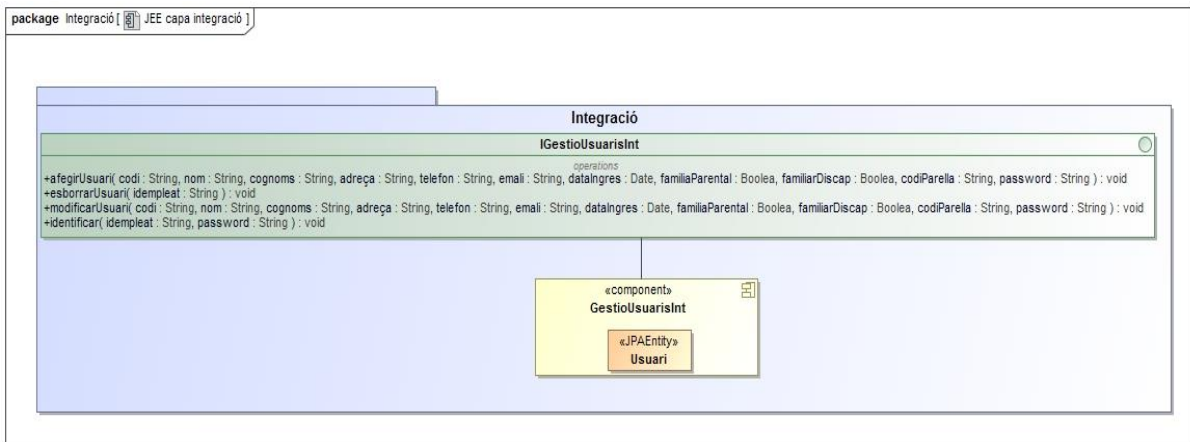 package Integració [ JEE capa integració ]
Integració
IGestioUsuarisInt
operations
+afegirUsuari( codi : String, nom : String, cognoms : String, adreça : String, telefon : String, emali : String, dataIngres : Date, familiaParental : Boolea, familiarDiscap : Boolea, codiParella : String, password : String ) : void
+esborrarUsuari( idempleat : String ) : void
+modificarUsuari( codi : String, nom : String, cognoms : String, adreça : String, telefon : String, emali : String, dataIngres : Date, familiaParental : Boolea, familiarDiscap : Boolea, codiParella : String, password : String ) : void
+identificar( idempleat : String, password : String ) : void
«component»
GestioUsuarisInt
«JPAEntity»
Usuari